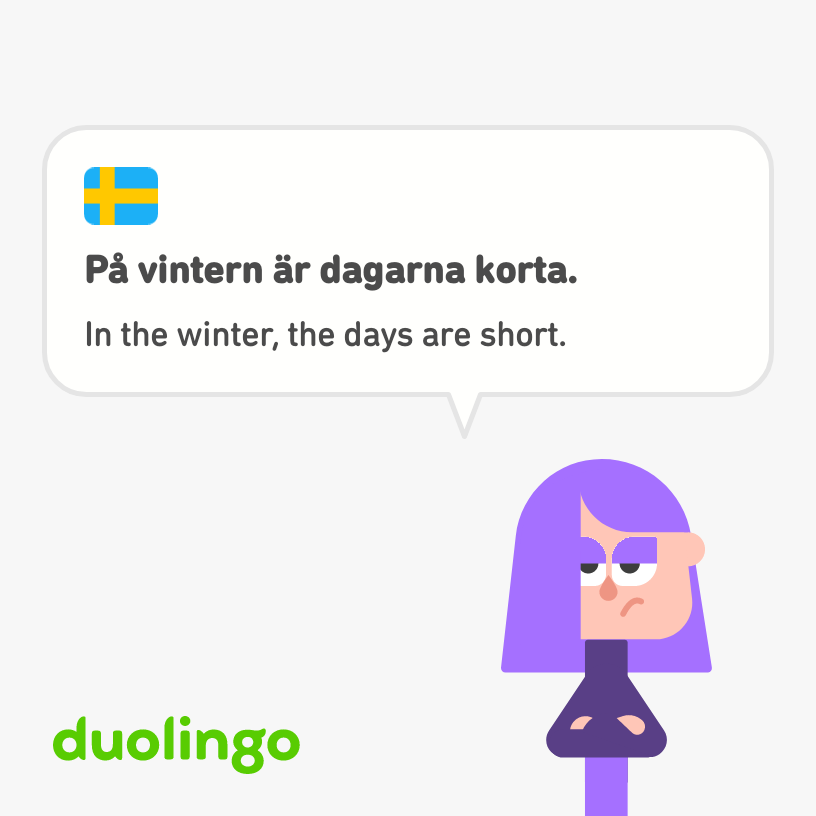 På vintern är dagarna korta.
In the winter, the days are short.
duolingo